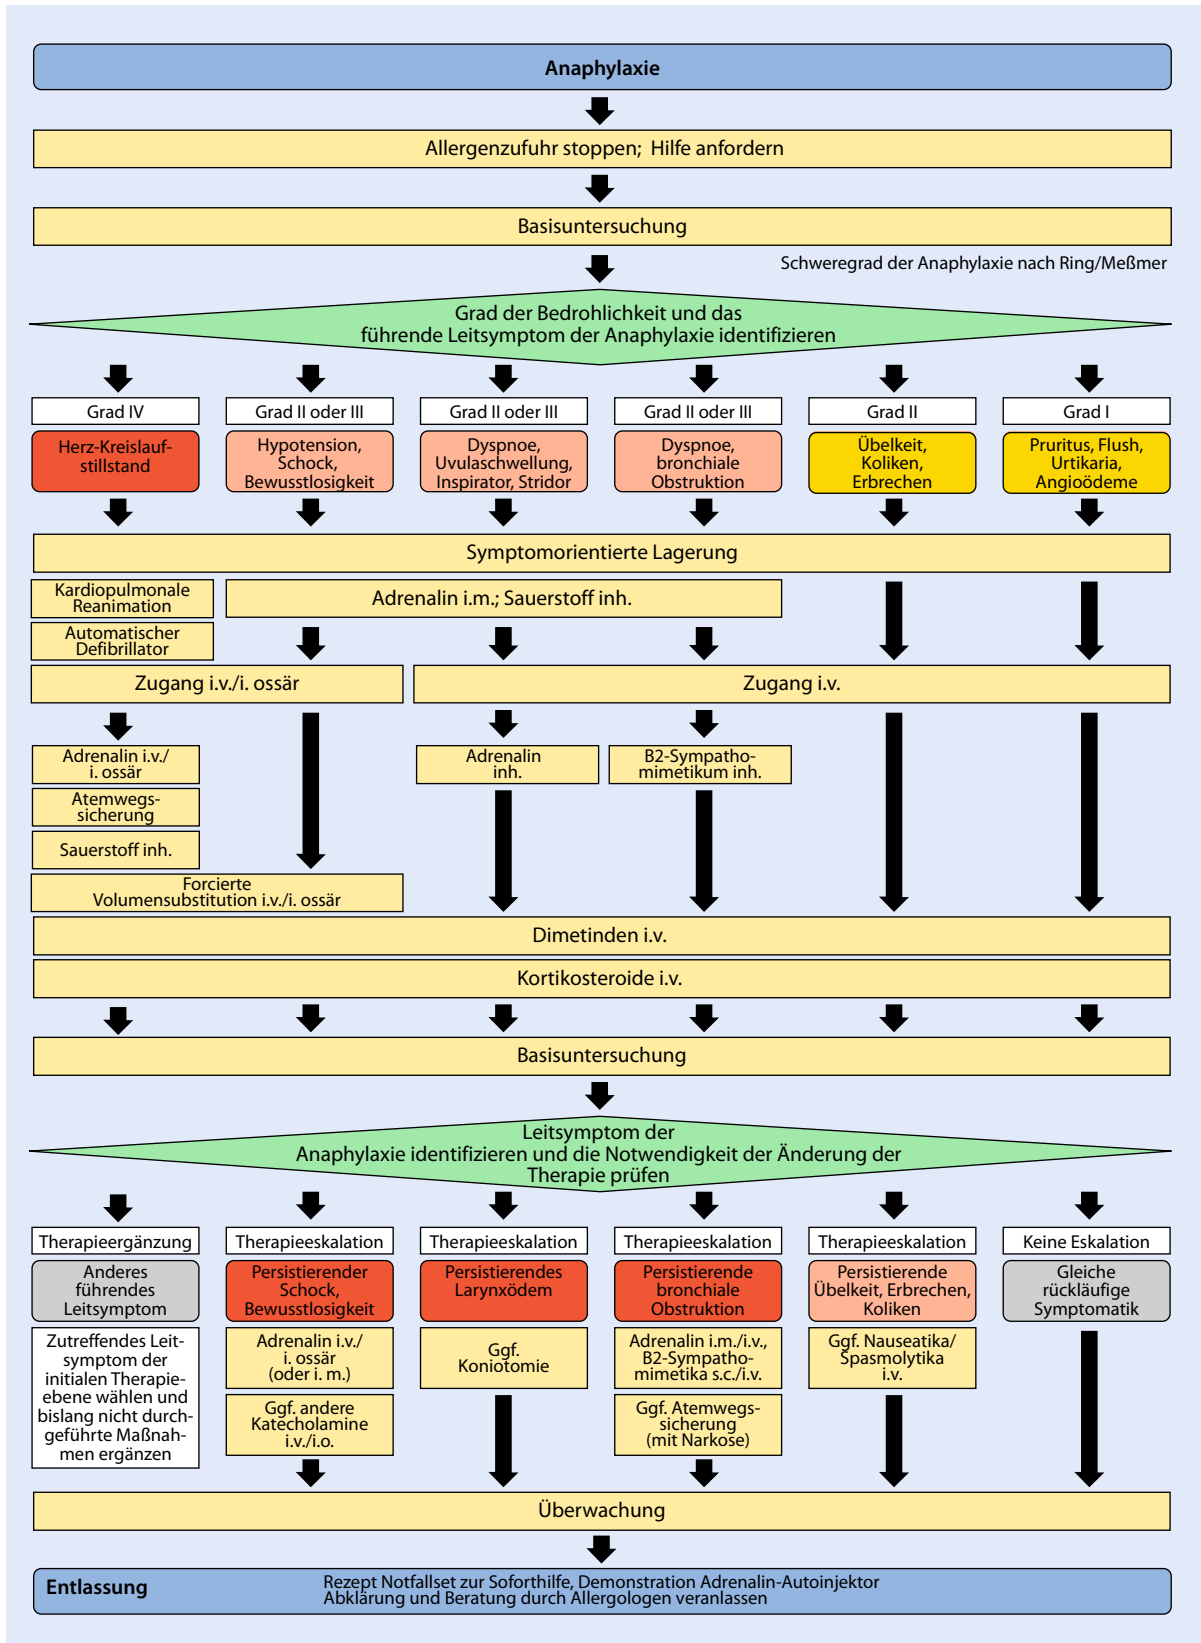 Anaphylaxie
Allergenzufuhr stoppen; Hilfe anfordern
Basisuntersuchung
Schweregrad der Anaphylaxie nach Ring/Meßmer
Grad der Bedrohlichkeit und das
führende Leitsymptom der Anaphylaxie identifizieren
Grad IV
Herz-Kreislauf-
stillstand
Grad II oder III
Hypotension,
Schock,
Bewusstlosigkeit
Grad II oder III
Dyspnoe,
Uvulaschwellung,
Inspirator, Stridor
Grad II oder III
Dyspnoe,
bronchiale
Obstruktion
Grad II
Übelkeit,
Koliken,
Erbrechen
Grad I
Pruritus, Flush,
Urtikaria,
Angioödeme
Symptomorientierte Lagerung
Kardiopulmonale
Reanimation
Automatischer
Defibrillator
Adrenalin i.m.; Sauerstoff inh.
Zugang i.v./i. ossär
Zugang i.v.
Adrenalin i.v./
i. ossär
Atemwegs-
sicherung
Sauerstoff inh.
Adrenalin
inh.
B2-Sympatho-
mimetikum inh.
Forcierte
Volumensubstitution i.v./i. ossär
Dimetinden i.v.
Kortikosteroide i.v.
Basisuntersuchung
Leitsymptom der
Anaphylaxie identifizieren und die Notwendigkeit der Änderung der
Therapie prüfen
Therapieergänzung
Anderes
führendes
Leitsymptom
Zutreffendes Leit-
symptom der
initialen Therapie-
ebene wählen und
bislang nicht durch-
geführte Maßnah-
men ergänzen
Therapieeskalation
Persistierender
Schock,
Bewusstlosigkeit
Adrenalin i.v./
i. ossär
(oder i. m.)
Ggf. andere
Katecholamine
i.v./i.o.
Therapieeskalation
Persistierendes
Larynxödem
Ggf.
Koniotomie
Therapieeskalation
Persistierende
bronchiale
Obstruktion
Adrenalin i.m./i.v.,
B2-Sympatho-
mimetika s.c./i.v.
Ggf. Atemwegs-
sicherung
(mit Narkose)
Therapieeskalation
Persistierende
Übelkeit, Erbrechen,
Koliken
Ggf. Nauseatika/
Spasmolytika
i.v.
Keine Eskalation
Gleiche
rückläufige
Symptomatik
Überwachung
Entlassung
Rezept Notfallset zur Soforthilfe, Demonstration Adrenalin-Autoinjektor
Abklärung und Beratung durch Allergologen veranlassen